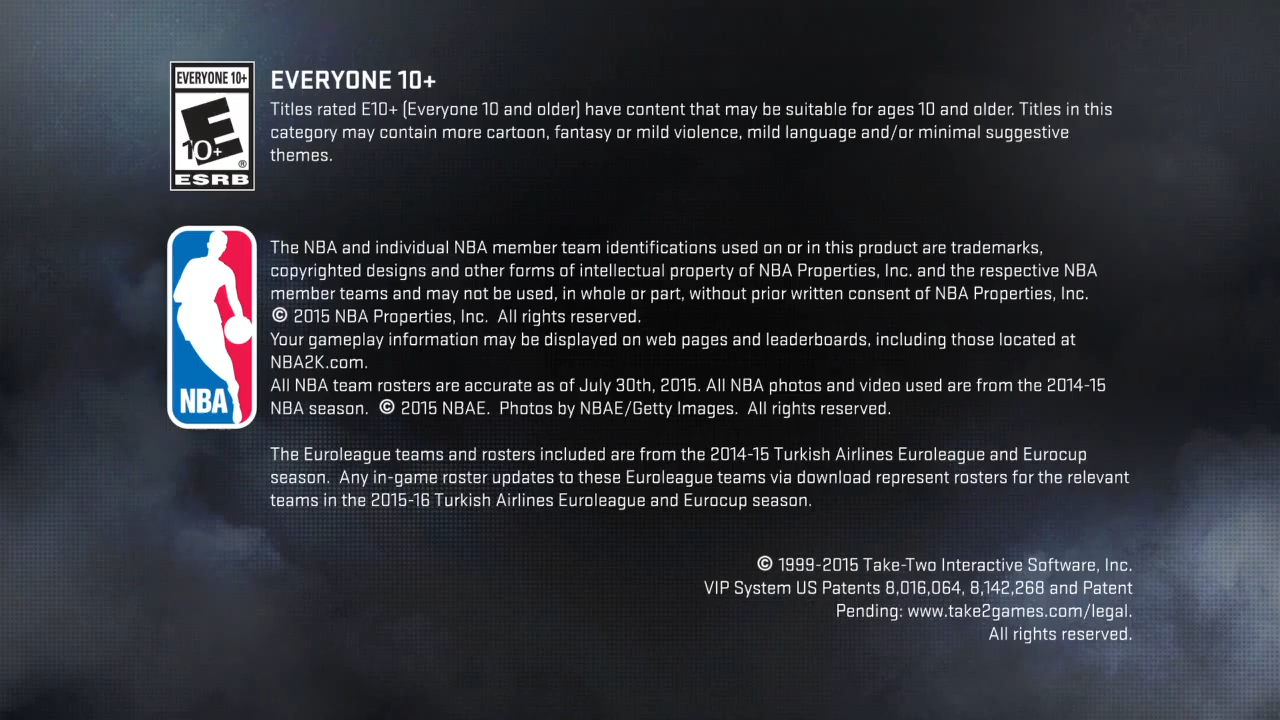 EVERYONE 10+
E
10+
®
ESRB
EVERYONE 10+
Titles rated E10+ (Everyone 10 and older) have content that may be suitable for ages 10 and older. Titles in this
category may contain more cartoon, fantasy or mild violence, mild language and/or minimal suggestive
themes.
NBA
The NBA and individual NBA member team identifications used on or in this product are trademarks,
copyrighted designs and other forms of intellectual property of NBA Properties, Inc. and the respective NBA
member teams and may not be used, in whole or part, without prior written consent of NBA Properties, Inc.
© 2015 NBA Properties, Inc. All rights reserved.
Your gameplay information may be displayed on web pages and leaderboards, including those located at
NBA2K.com.
All NBA team rosters are accurate as of July 30th, 2015. All NBA photos and video used are from the 2014-15
NBA season. © 2015 NBAE. Photos by NBAE/Getty Images. All rights reserved.
The Euroleague teams and rosters included are from the 2014-15 Turkish Airlines Euroleague and Eurocup
season. Any in-game roster updates to these Euroleague teams via download represent rosters for the relevant
teams in the 2015-16 Turkish Airlines Euroleague and Eurocup season.
© 1999-2015 Take-Two Interactive Software, Inc.
VIP System US Patents 8,016,064, 8,142,268 and Patent
Pending: www.take2games.com/legal.
All rights reserved.